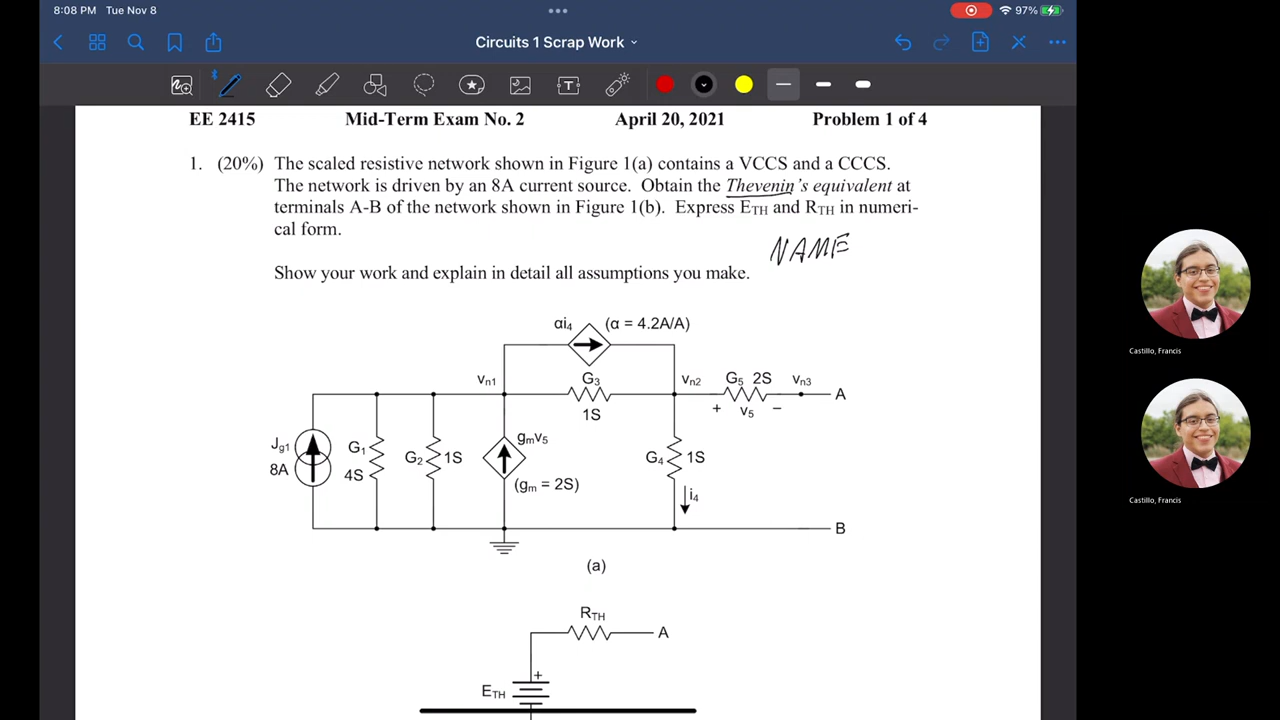 8:08 PM Tue Nov 8
97%
Circuits 1 Scrap Work
EE 2415 Mid-Term Exam No. 2 April 20, 2021 Problem 1 of 4
1. (20%) The scaled resistive network shown in Figure 1(a) contains a VCCS and a CCCS.
The network is driven by an 8A current source. Obtain the Thevenin's equivalent at
terminals A-B of the network shown in Figure 1(b). Express ETH and RTH in numeri-
cal form.
NAME
Show your work and explain in detail all assumptions you make.
αi4 (α = 4.2A/A)
vn1 G3 vn2 G5 2S vn3
A
1S + v5 −
Jg1 G1 gmv5
8A 4S G2 1S G4 1S
(gm = 2S) i4
B
(a)
RTH
A
+
ETH
Castillo, Francis
Castillo, Francis